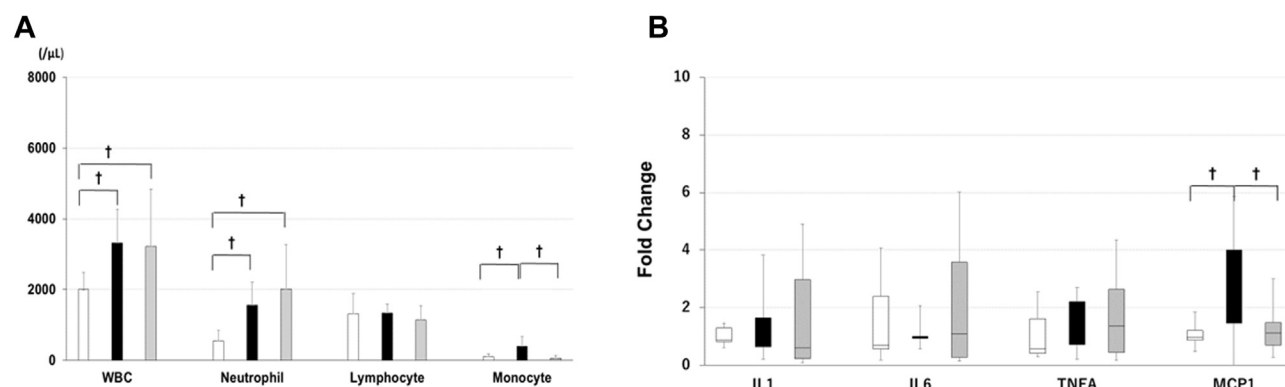 A
(/μL)
8000
6000
4000
2000
0
†
†
†
†
†
†
WBC
Neutrophil
Lymphocyte
Monocyte
B
Fold Change
10
8
6
4
2
0
†
†
IL1
IL6
TNFA
MCP1